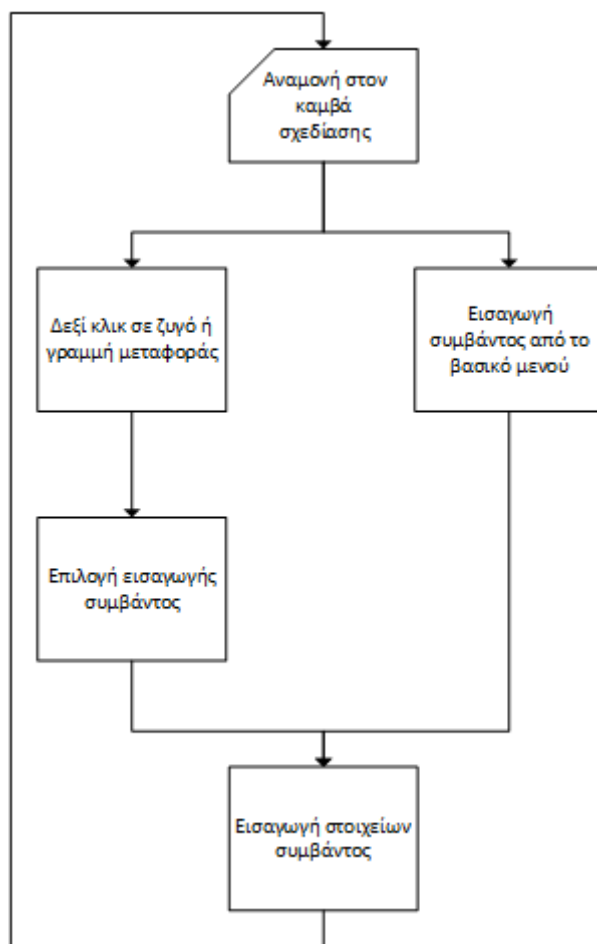 Αναμονή στον
καμβά
σχεδίασης
Δεξί κλικ σε ζυγό ή
γραμμή μεταφοράς
Εισαγωγή
συμβάντος από το
βασικό μενού
Επιλογή εισαγωγής
συμβάντος
Εισαγωγή στοιχείων
συμβάντος